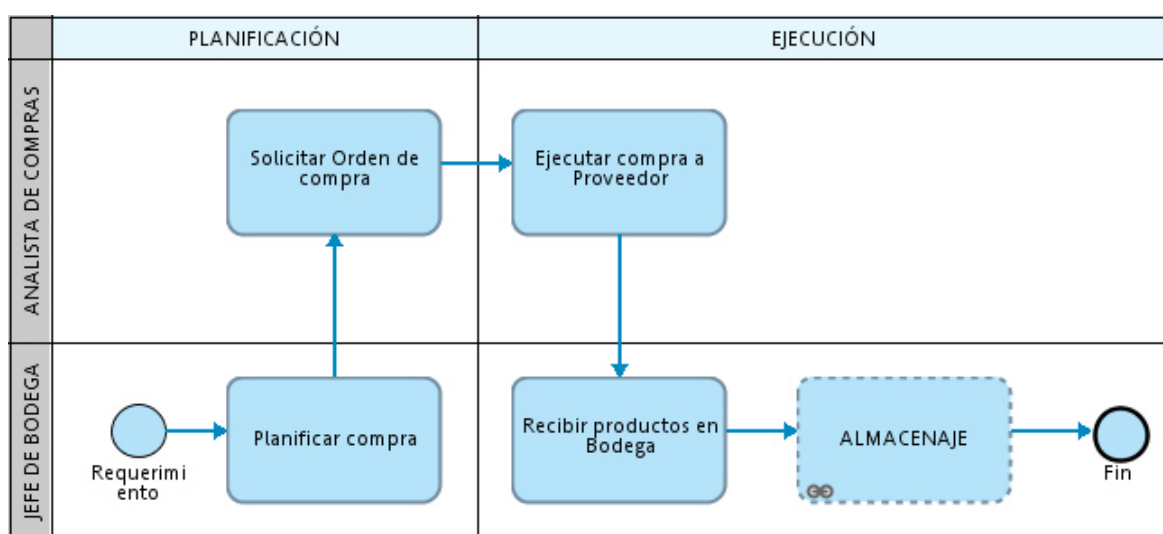 PLANIFICACIÓN
EJECUCIÓN
ANALISTA DE COMPRAS
Solicitar Orden de
compra
Ejecutar compra a
Proveedor
JEFE DE BODEGA
Requerimi
ento
Planificar compra
Recibir productos en
Bodega
ALMACENAJE
Fin